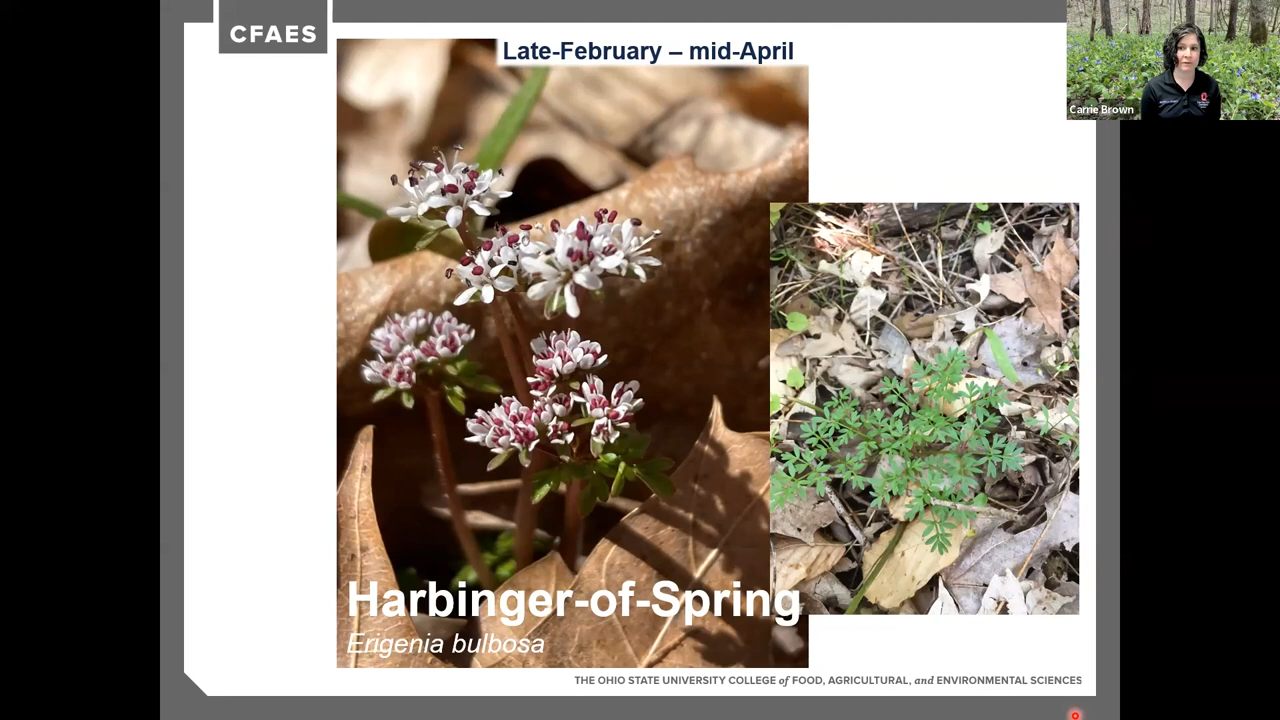 CFAES
Late-February – mid-April
Carrie Brown
Harbinger-of-Spring
Erigenia bulbosa
THE OHIO STATE UNIVERSITY COLLEGE of FOOD, AGRICULTURAL, and ENVIRONMENTAL SCIENCES